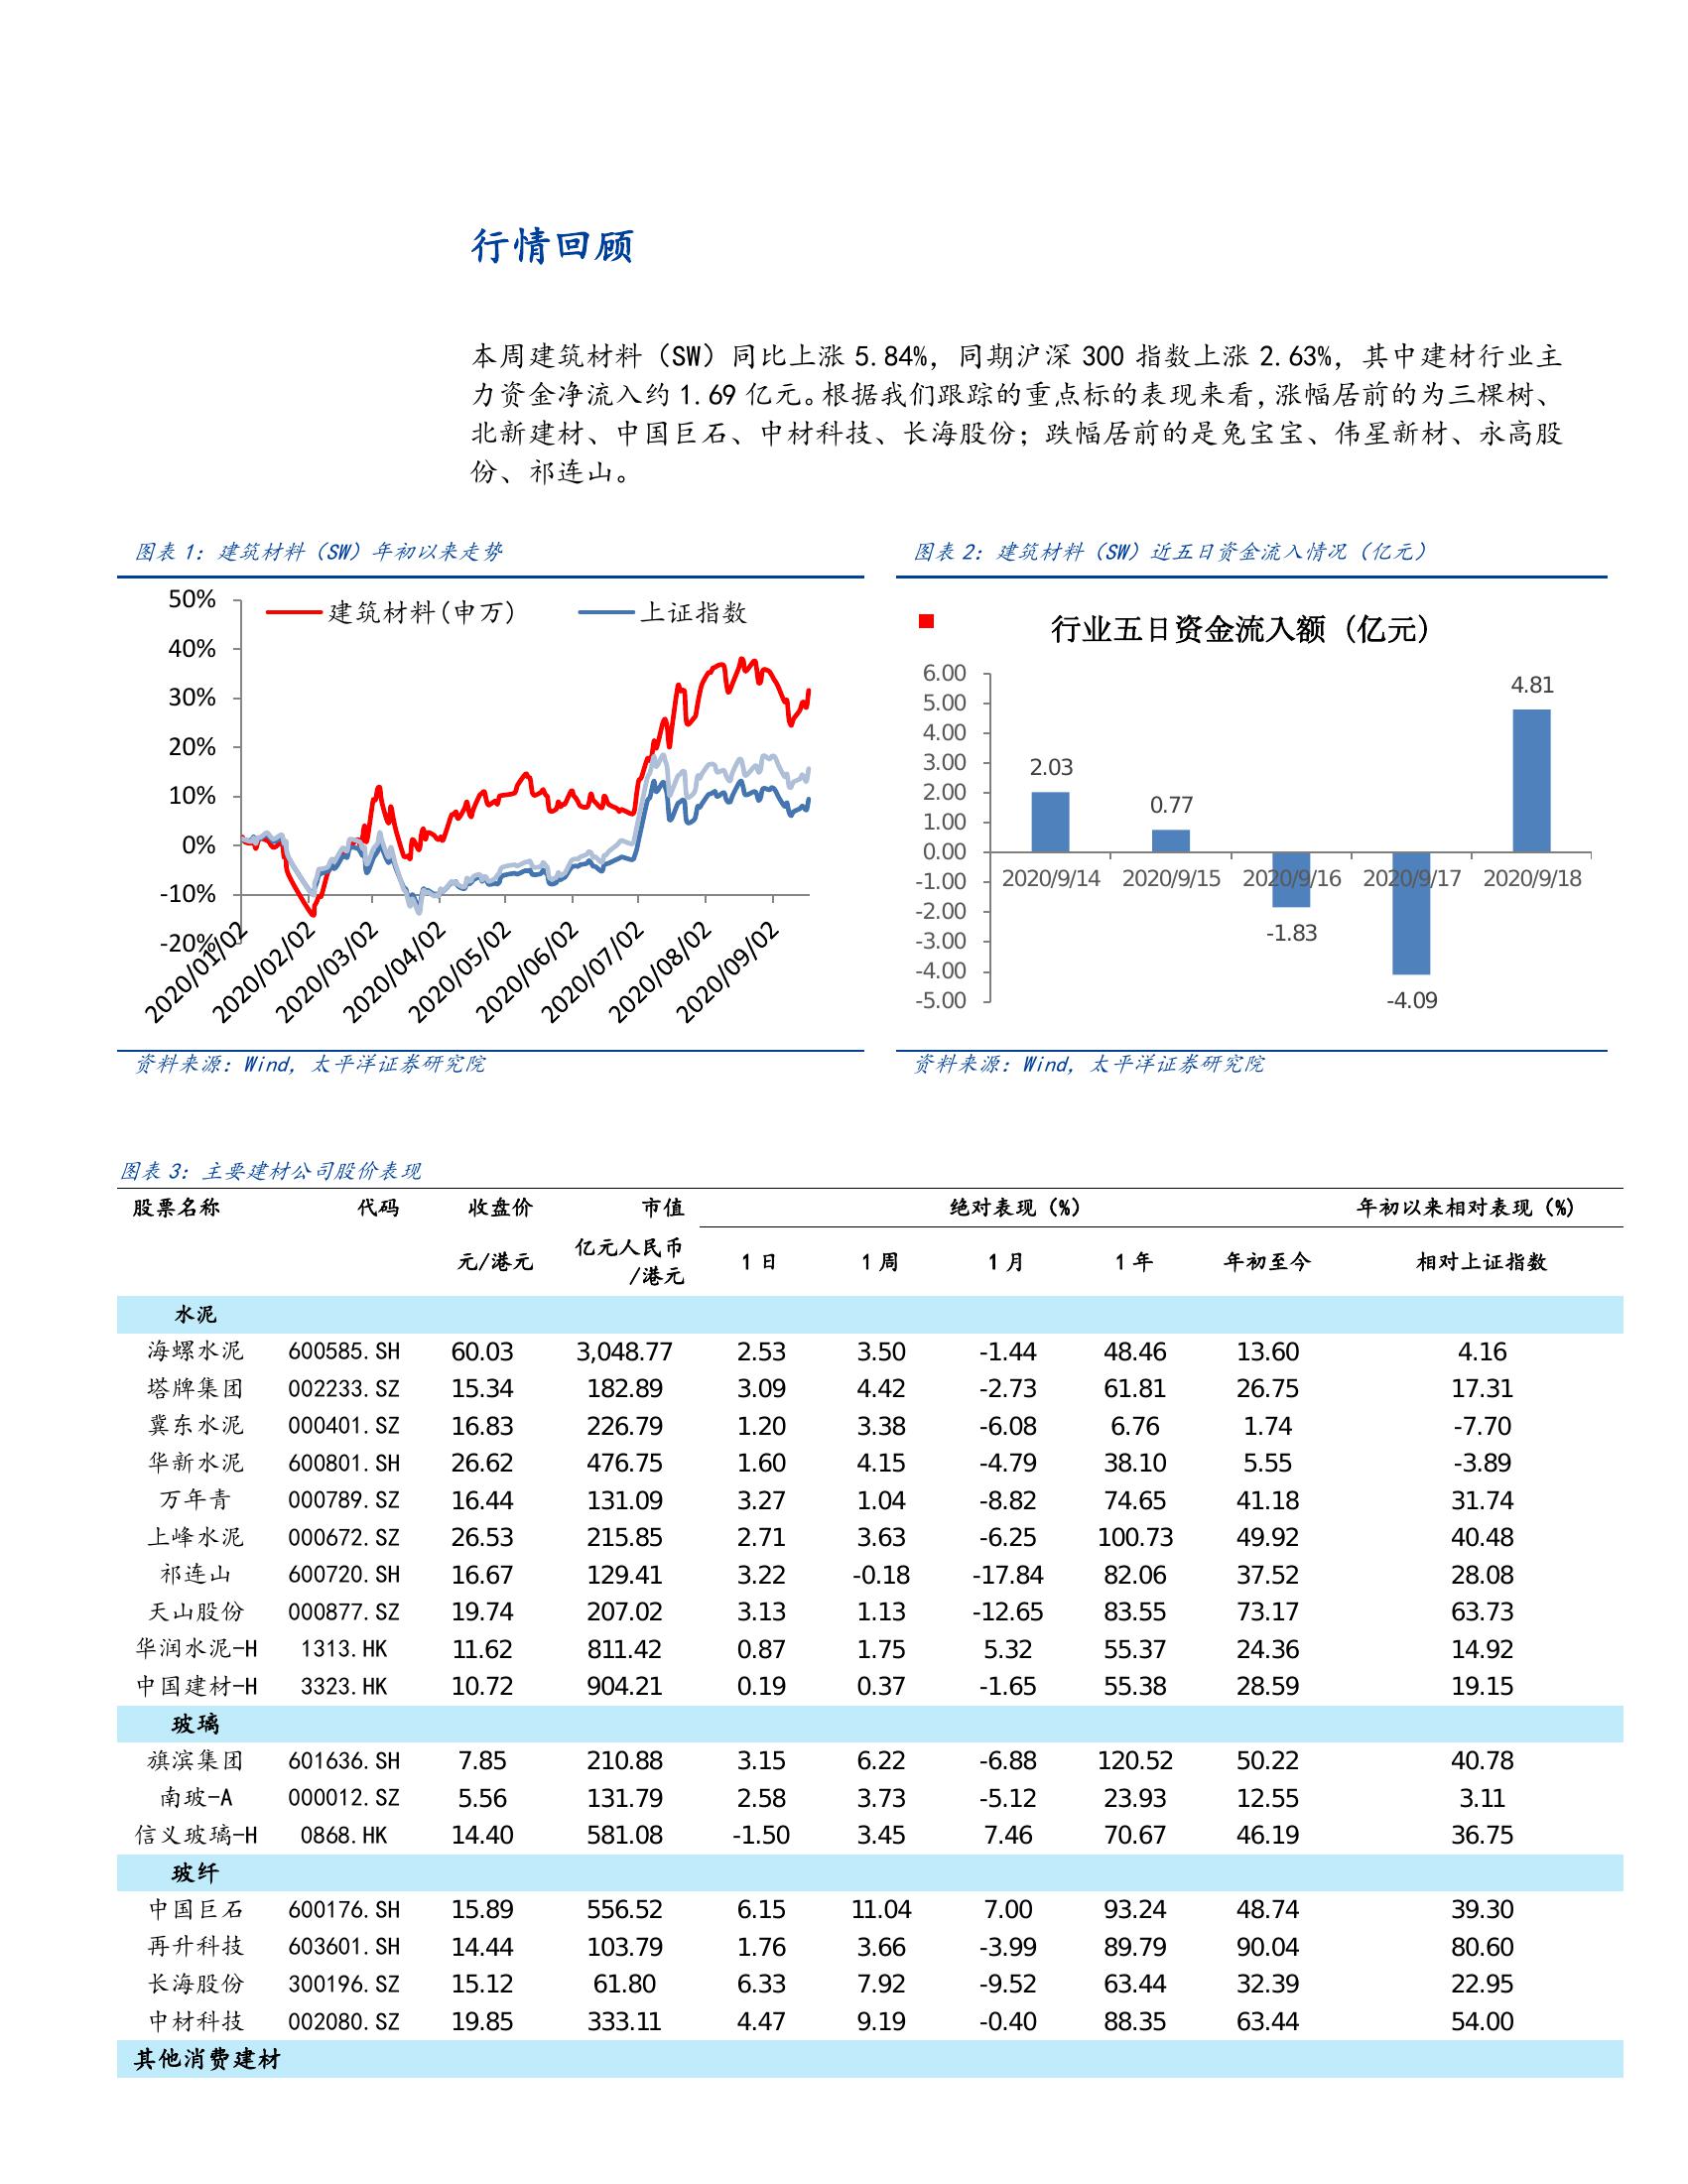 行情回顾
本周建筑材料（SW）同比上涨 5.84%，同期沪深 300 指数上涨 2.63%，其中建材行业主
力资金净流入约 1.69 亿元。根据我们跟踪的重点标的表现来看，涨幅居前的为三棵树、
北新建材、中国巨石、中材科技、长海股份；跌幅居前的是兔宝宝、伟星新材、永高股
份、祁连山。
图表 1：建筑材料（SW）年初以来走势
建筑材料(申万) 上证指数
50%
40%
30%
20%
10%
0%
-10%
-20%
2020/01/02 2020/02/02 2020/03/02 2020/04/02 2020/05/02 2020/06/02 2020/07/02 2020/08/02 2020/09/02
资料来源：Wind，太平洋证券研究院
图表 2：建筑材料（SW）近五日资金流入情况（亿元）
行业五日资金流入额（亿元）
6.00
5.00
4.00
3.00
2.00
1.00
0.00
-1.00
-2.00
-3.00
-4.00
-5.00
2.03 0.77 -1.83 -4.09 4.81
2020/9/14 2020/9/15 2020/9/16 2020/9/17 2020/9/18
资料来源：Wind，太平洋证券研究院
图表 3：主要建材公司股价表现
股票名称 代码 收盘价 市值 绝对表现（%） 年初以来相对表现（%）
元/港元 亿元人民币/港元 1 日 1 周 1 月 1 年 年初至今 相对上证指数
水泥
海螺水泥 600585.SH 60.03 3,048.77 2.53 3.50 -1.44 48.46 13.60 4.16
塔牌集团 002233.SZ 15.34 182.89 3.09 4.42 -2.73 61.81 26.75 17.31
冀东水泥 000401.SZ 16.83 226.79 1.20 3.38 -6.08 6.76 1.74 -7.70
华新水泥 600801.SH 26.62 476.75 1.60 4.15 -4.79 38.10 5.55 -3.89
万年青 000789.SZ 16.44 131.09 3.27 1.04 -8.82 74.65 41.18 31.74
上峰水泥 000672.SZ 26.53 215.85 2.71 3.63 -6.25 100.73 49.92 40.48
祁连山 600720.SH 16.67 129.41 3.22 -0.18 -17.84 82.06 37.52 28.08
天山股份 000877.SZ 19.74 207.02 3.13 1.13 -12.65 83.55 73.17 63.73
华润水泥-H 1313.HK 11.62 811.42 0.87 1.75 5.32 55.37 24.36 14.92
中国建材-H 3323.HK 10.72 904.21 0.19 0.37 -1.65 55.38 28.59 19.15
玻璃
旗滨集团 601636.SH 7.85 210.88 3.15 6.22 -6.88 120.52 50.22 40.78
南玻-A 000012.SZ 5.56 131.79 2.58 3.73 -5.12 23.93 12.55 3.11
信义玻璃-H 0868.HK 14.40 581.08 -1.50 3.45 7.46 70.67 46.19 36.75
玻纤
中国巨石 600176.SH 15.89 556.52 6.15 11.04 7.00 93.24 48.74 39.30
再升科技 603601.SH 14.44 103.79 1.76 3.66 -3.99 89.79 90.04 80.60
长海股份 300196.SZ 15.12 61.80 6.33 7.92 -9.52 63.44 32.39 22.95
中材科技 002080.SZ 19.85 333.11 4.47 9.19 -0.40 88.35 63.44 54.00
其他消费建材